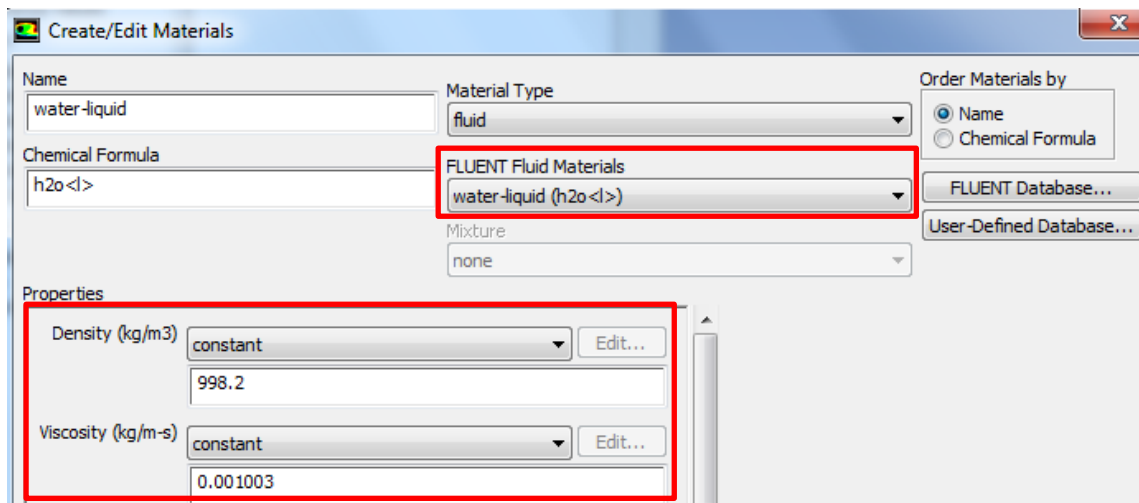 Create/Edit Materials
Name
water-liquid
Chemical Formula
h2o<l>
Material Type
fluid
FLUENT Fluid Materials
water-liquid (h2o<l>)
Mixture
none
Order Materials by
Name
Chemical Formula
FLUENT Database...
User-Defined Database...
Properties
Density (kg/m3)
constant
Edit...
998.2
Viscosity (kg/m-s)
constant
Edit...
0.001003